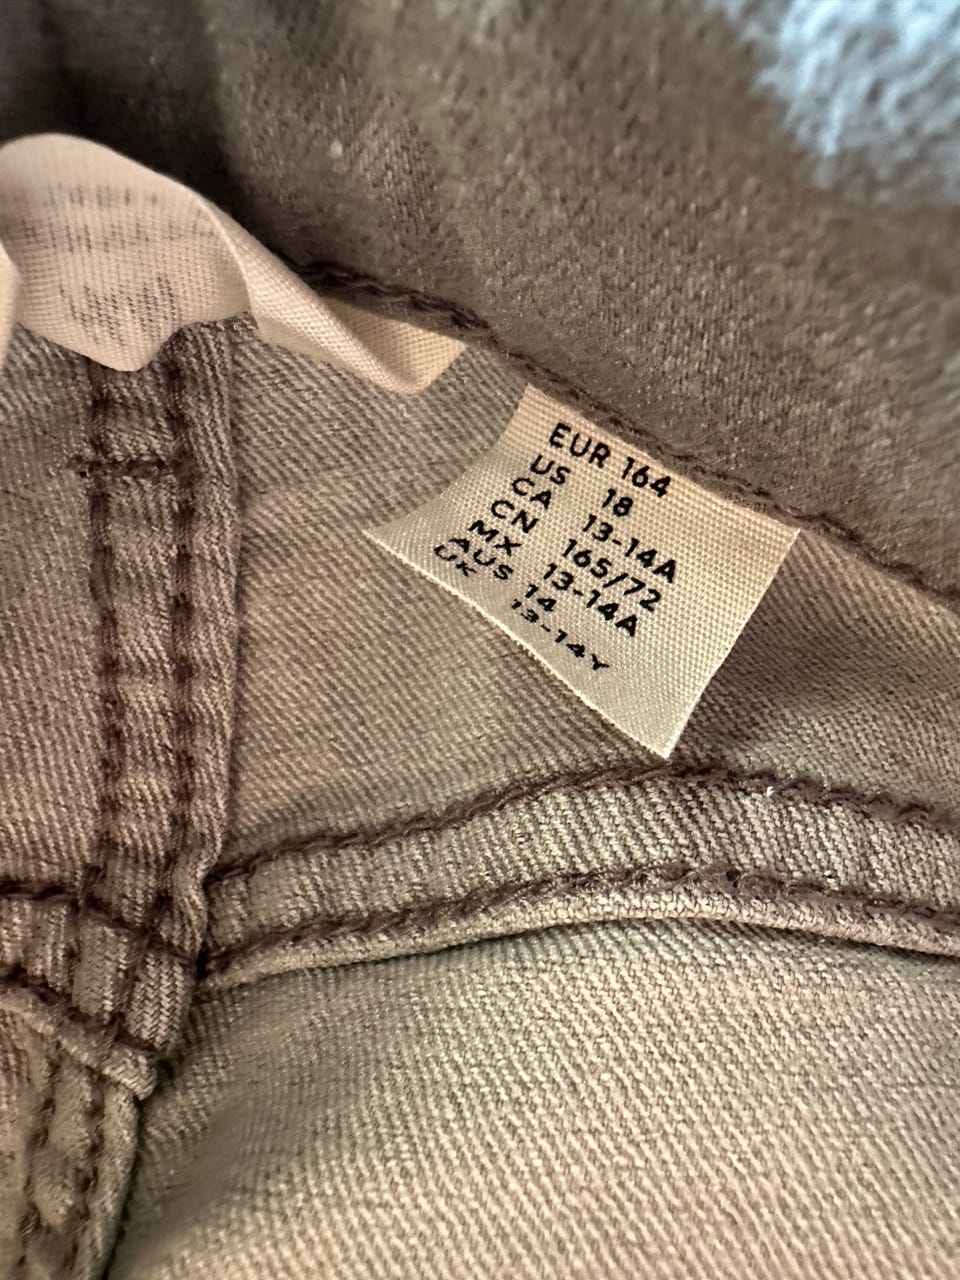 EUR 164
US 18
CA 13-14A
CN 165/72
MX 13-14A
AUS 14
UK 13-14Y